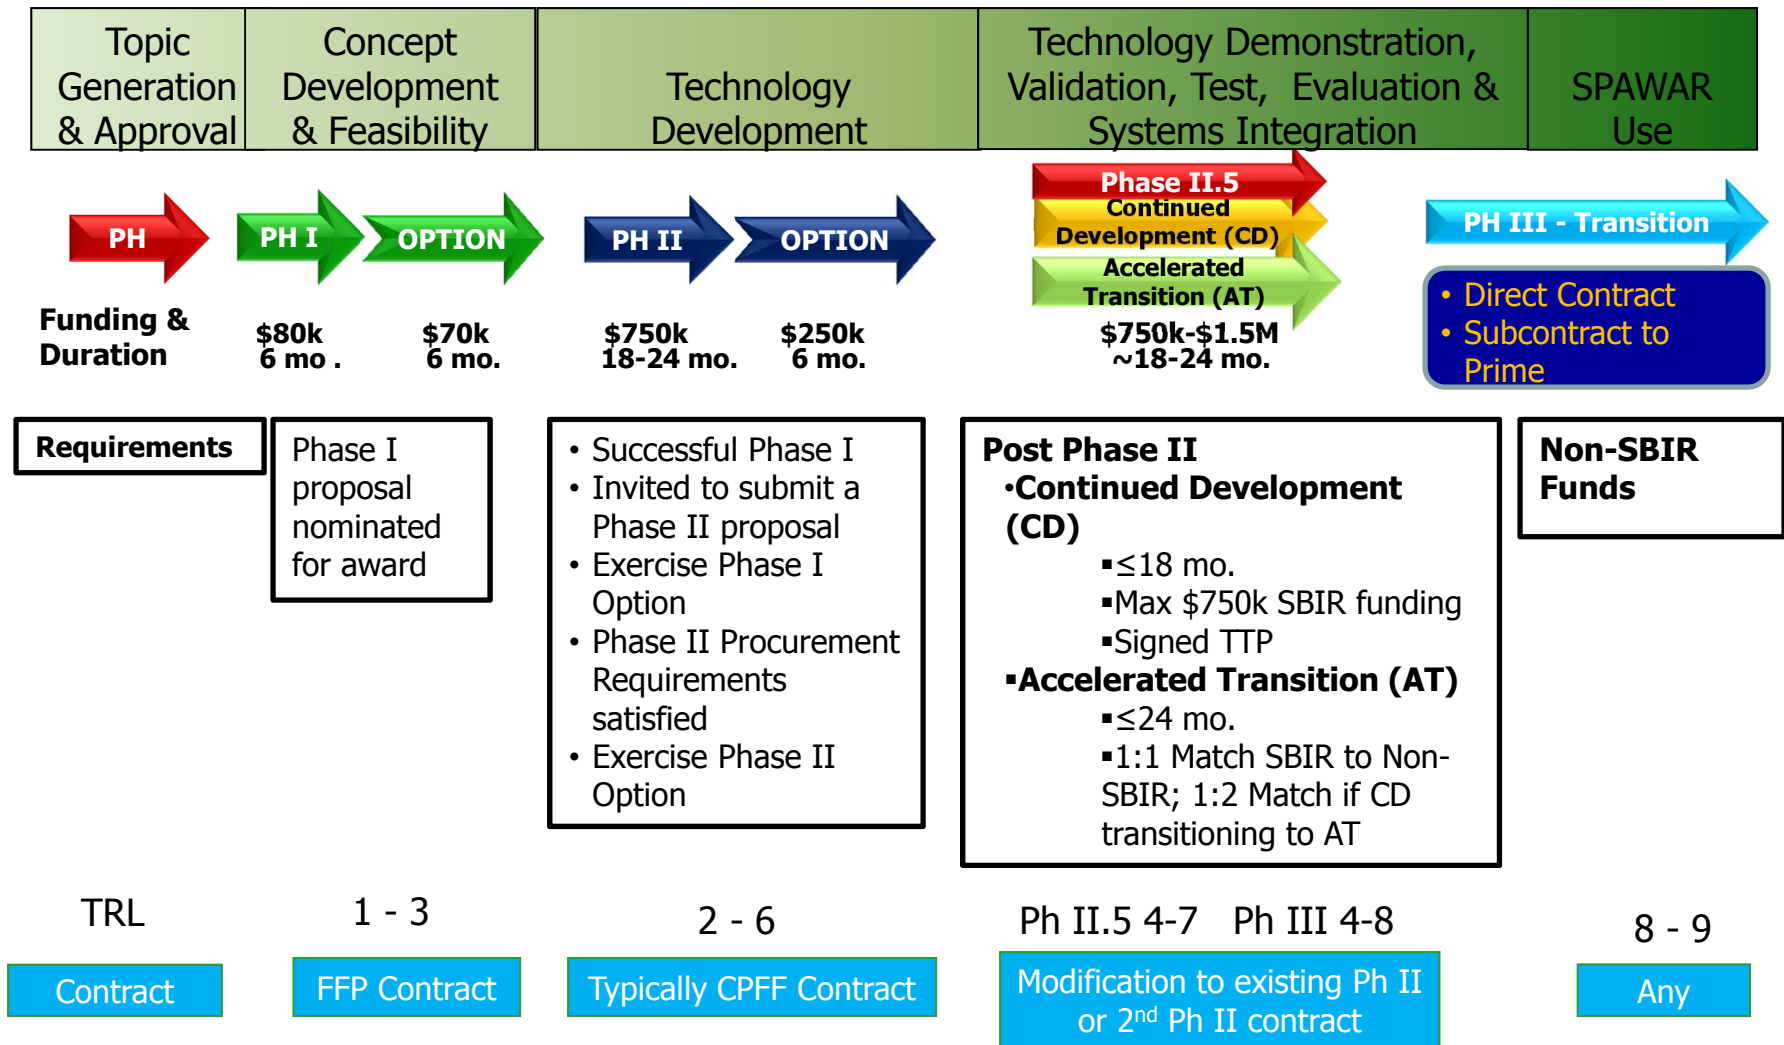 Topic
Generation
& Approval
Concept
Development
& Feasibility
Technology
Development
Technology Demonstration,
Validation, Test, Evaluation &
Systems Integration
SPAWAR
Use
PH
PH I
OPTION
PH II
OPTION
Phase II.5
Continued
Development (CD)
Accelerated
Transition (AT)
PH III - Transition
• Direct Contract
• Subcontract to
Prime
Funding &
Duration
$80k
6 mo .
$70k
6 mo.
$750k
18-24 mo.
$250k
6 mo.
$750k-$1.5M
~18-24 mo.
Requirements
Phase I
proposal
nominated
for award
• Successful Phase I
• Invited to submit a
Phase II proposal
• Exercise Phase I
Option
• Phase II Procurement
Requirements
satisfied
• Exercise Phase II
Option
Post Phase II
•Continued Development
(CD)
▪≤18 mo.
▪Max $750k SBIR funding
▪Signed TTP
▪Accelerated Transition (AT)
▪≤24 mo.
▪1:1 Match SBIR to Non-
SBIR; 1:2 Match if CD
transitioning to AT
Non-SBIR
Funds
TRL
1 - 3
2 - 6
Ph II.5 4-7 Ph III 4-8
8 - 9
Contract
FFP Contract
Typically CPFF Contract
Modification to existing Ph II
or 2nd Ph II contract
Any